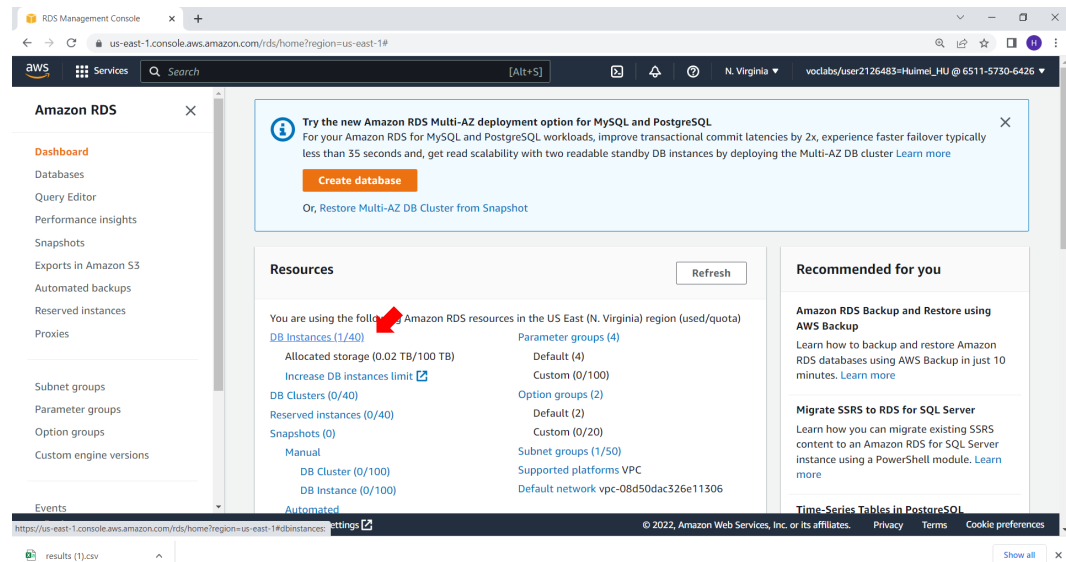 RDS Management Console
us-east-1.console.aws.amazon.com/rds/home?region=us-east-1#
H
aws
Services
Search
[Alt+S]
N. Virginia
voclabs/user2126483=Huimei_HU @ 6511-5730-6426
Amazon RDS
Dashboard
Databases
Query Editor
Performance insights
Snapshots
Exports in Amazon S3
Automated backups
Reserved instances
Proxies
Subnet groups
Parameter groups
Option groups
Custom engine versions
Events
Try the new Amazon RDS Multi-AZ deployment option for MySQL and PostgreSQL
For your Amazon RDS for MySQL and PostgreSQL workloads, improve transactional commit latencies by 2x, experience faster failover typically
less than 35 seconds and, get read scalability with two readable standby DB instances by deploying the Multi-AZ DB cluster Learn more
Create database
Or, Restore Multi-AZ DB Cluster from Snapshot
Resources
Refresh
You are using the Amazon RDS resources in the US East (N. Virginia) region (used/quota)
DB Instances (1/40)
Allocated storage (0.02 TB/100 TB)
Increase DB instances limit
DB Clusters (0/40)
Reserved instances (0/40)
Snapshots (0)
Manual
DB Cluster (0/100)
DB Instance (0/100)
Automated
Parameter groups (4)
Default (4)
Custom (0/100)
Option groups (2)
Default (2)
Custom (0/20)
Subnet groups (1/50)
Supported platforms VPC
Default network vpc-08d50dac326e11306
Recommended for you
Amazon RDS Backup and Restore using
AWS Backup
Learn how to backup and restore Amazon
RDS databases using AWS Backup in just 10
minutes. Learn more
Migrate SSRS to RDS for SQL Server
Learn how you can migrate existing SSRS
content to an Amazon RDS for SQL Server
instance using a PowerShell module. Learn
more
Time-Series Tables in PostgreSQL
https://us-east-1.console.aws.amazon.com/rds/home?region=us-east-1#dbinstances:
© 2022, Amazon Web Services, Inc. or its affiliates.
Privacy
Terms
Cookie preferences
results (1).csv
Show all